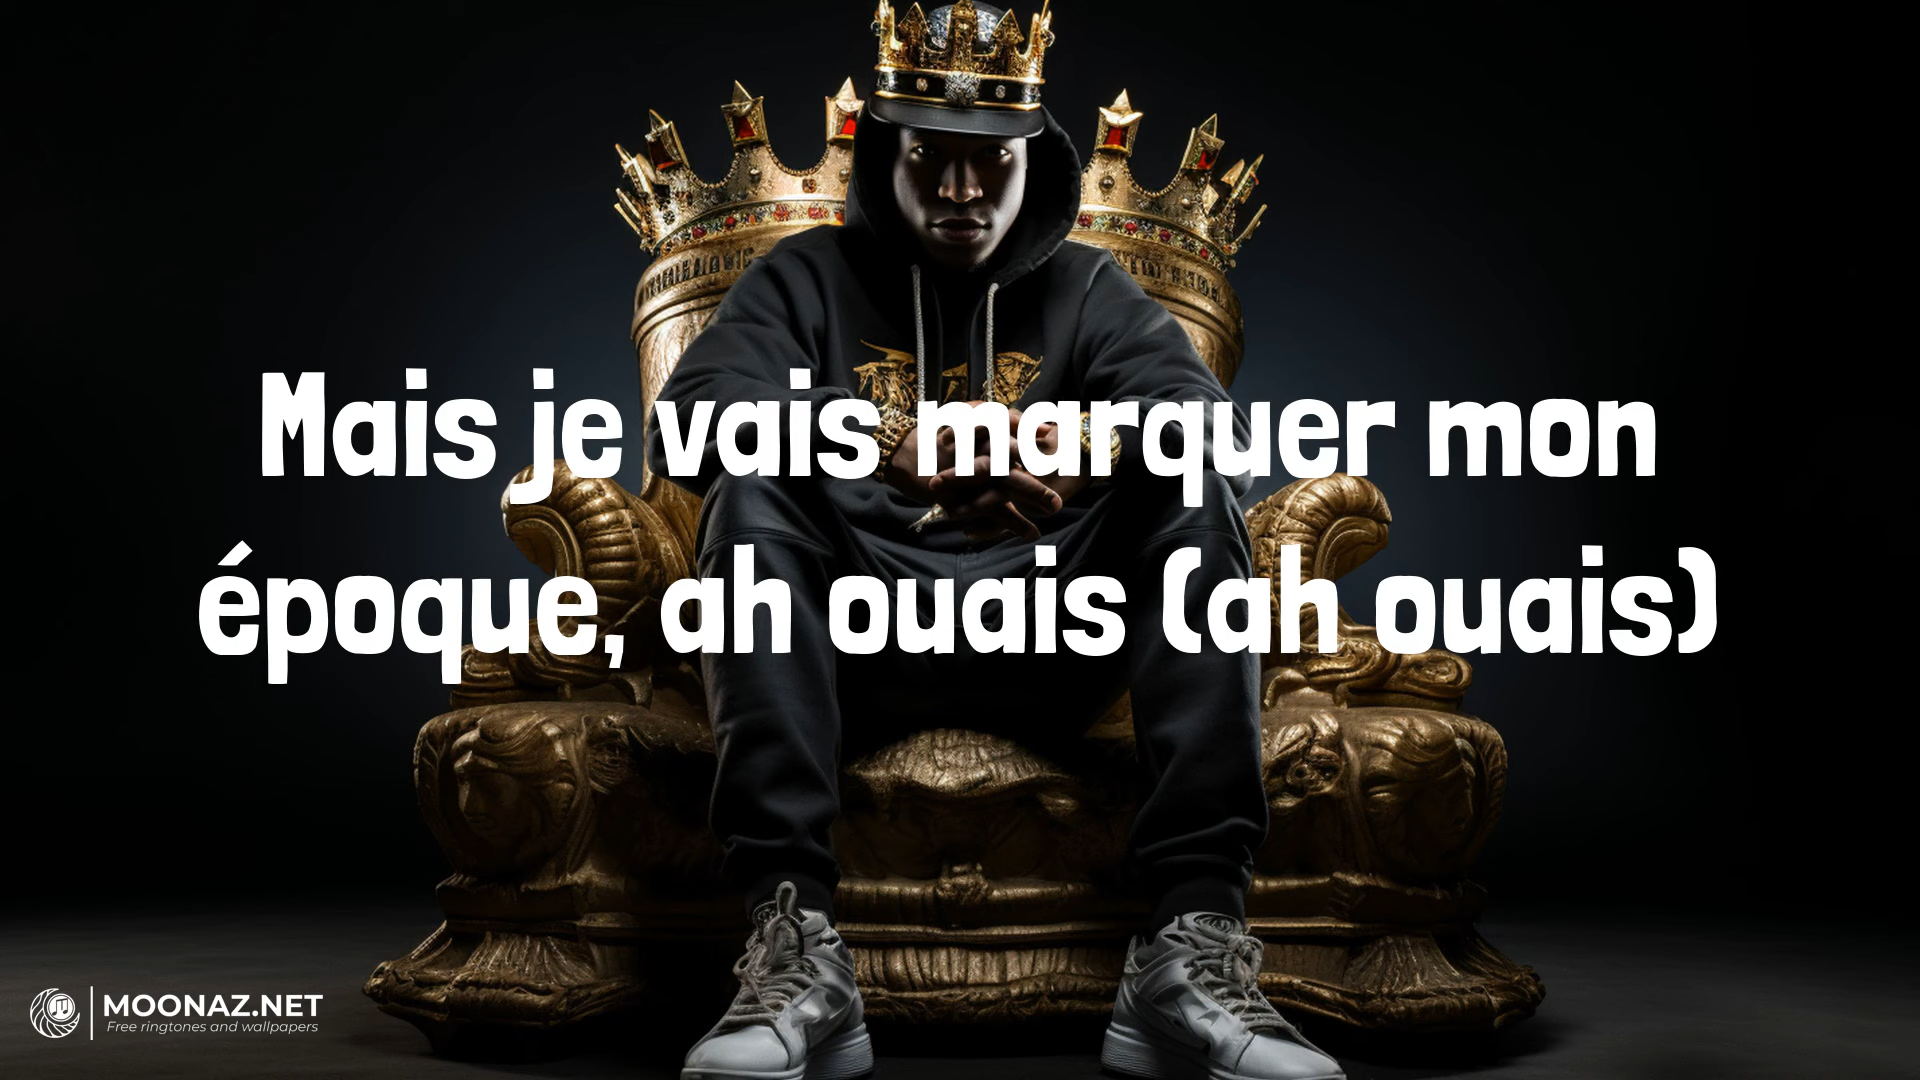 Mais je vais marquer mon
époque, ah ouais (ah ouais)
MOONAZ.NET
Free ringtones and wallpapers